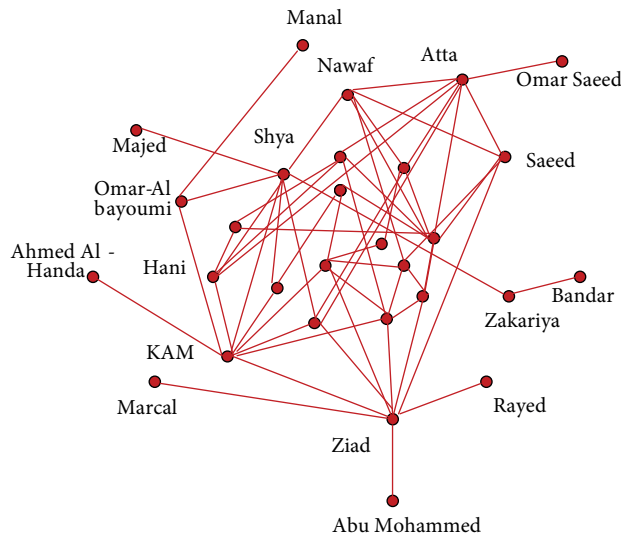 Manal
Nawaf
Atta
Omar Saeed
Majed
Shya
Saeed
Omar-Al
bayoumi
Ahmed Al -
Handa
Hani
Bandar
Zakariya
KAM
Marcal
Rayed
Ziad
Abu Mohammed